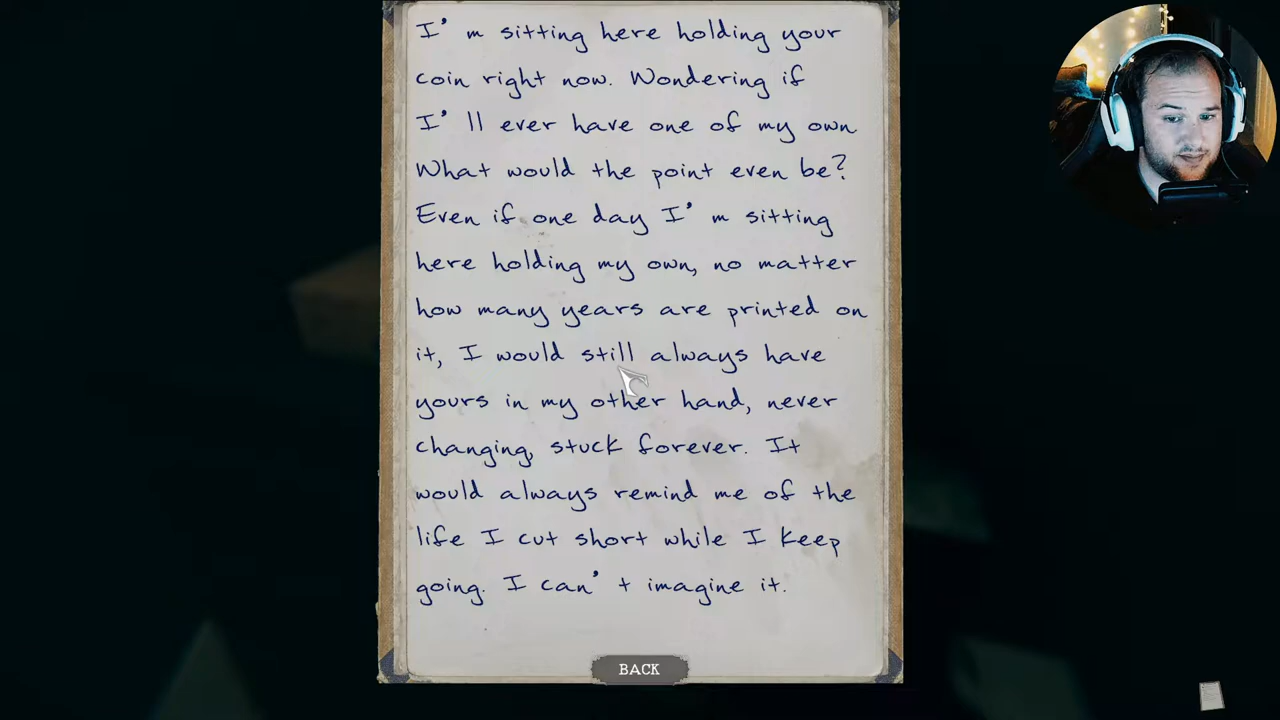 I' m sitting here holding your
coin right now. Wondering if
I' ll ever have one of my own
What would the point even be?
Even if one day I' m sitting
here holding my own, no matter
how many years are printed on
it, I would still always have
yours in my other hand, never
changing, stuck forever. It
would always remind me of the
life I cut short while I keep
going. I can' t imagine it.
BACK